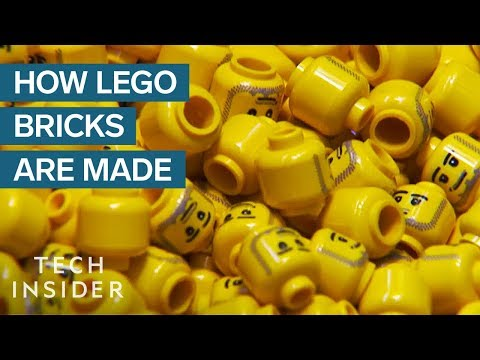 HOW LEGO
BRICKS
ARE MADE
TECH
INSIDER